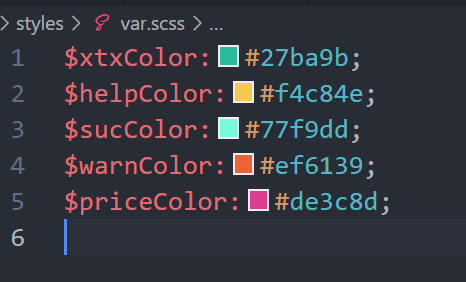 > styles > var.scss > ...
1 $xtxColor: #27ba9b;
2 $helpColor: #f4c84e;
3 $sucColor: #77f9dd;
4 $warnColor: #ef6139;
5 $priceColor: #de3c8d;
6